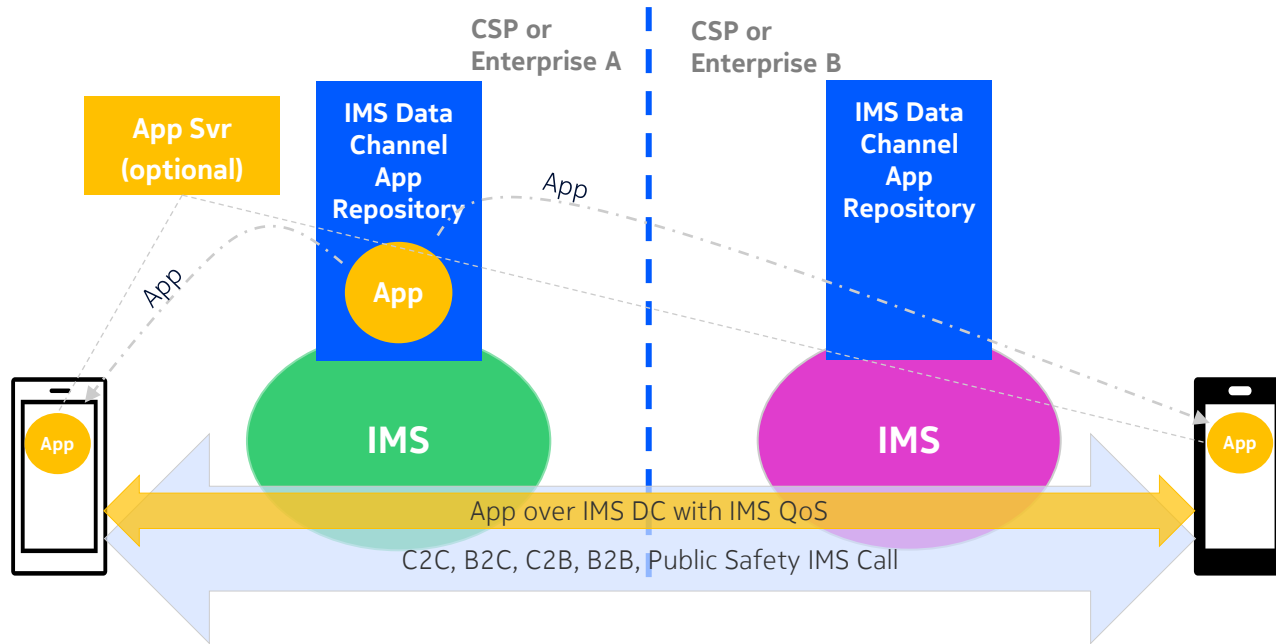 CSP or
Enterprise A
CSP or
Enterprise B
App Svr
(optional)
IMS Data
Channel
App
Repository
IMS Data
Channel
App
Repository
App
App
App
IMS
IMS
App
App
App over IMS DC with IMS QoS
C2C, B2C, C2B, B2B, Public Safety IMS Call